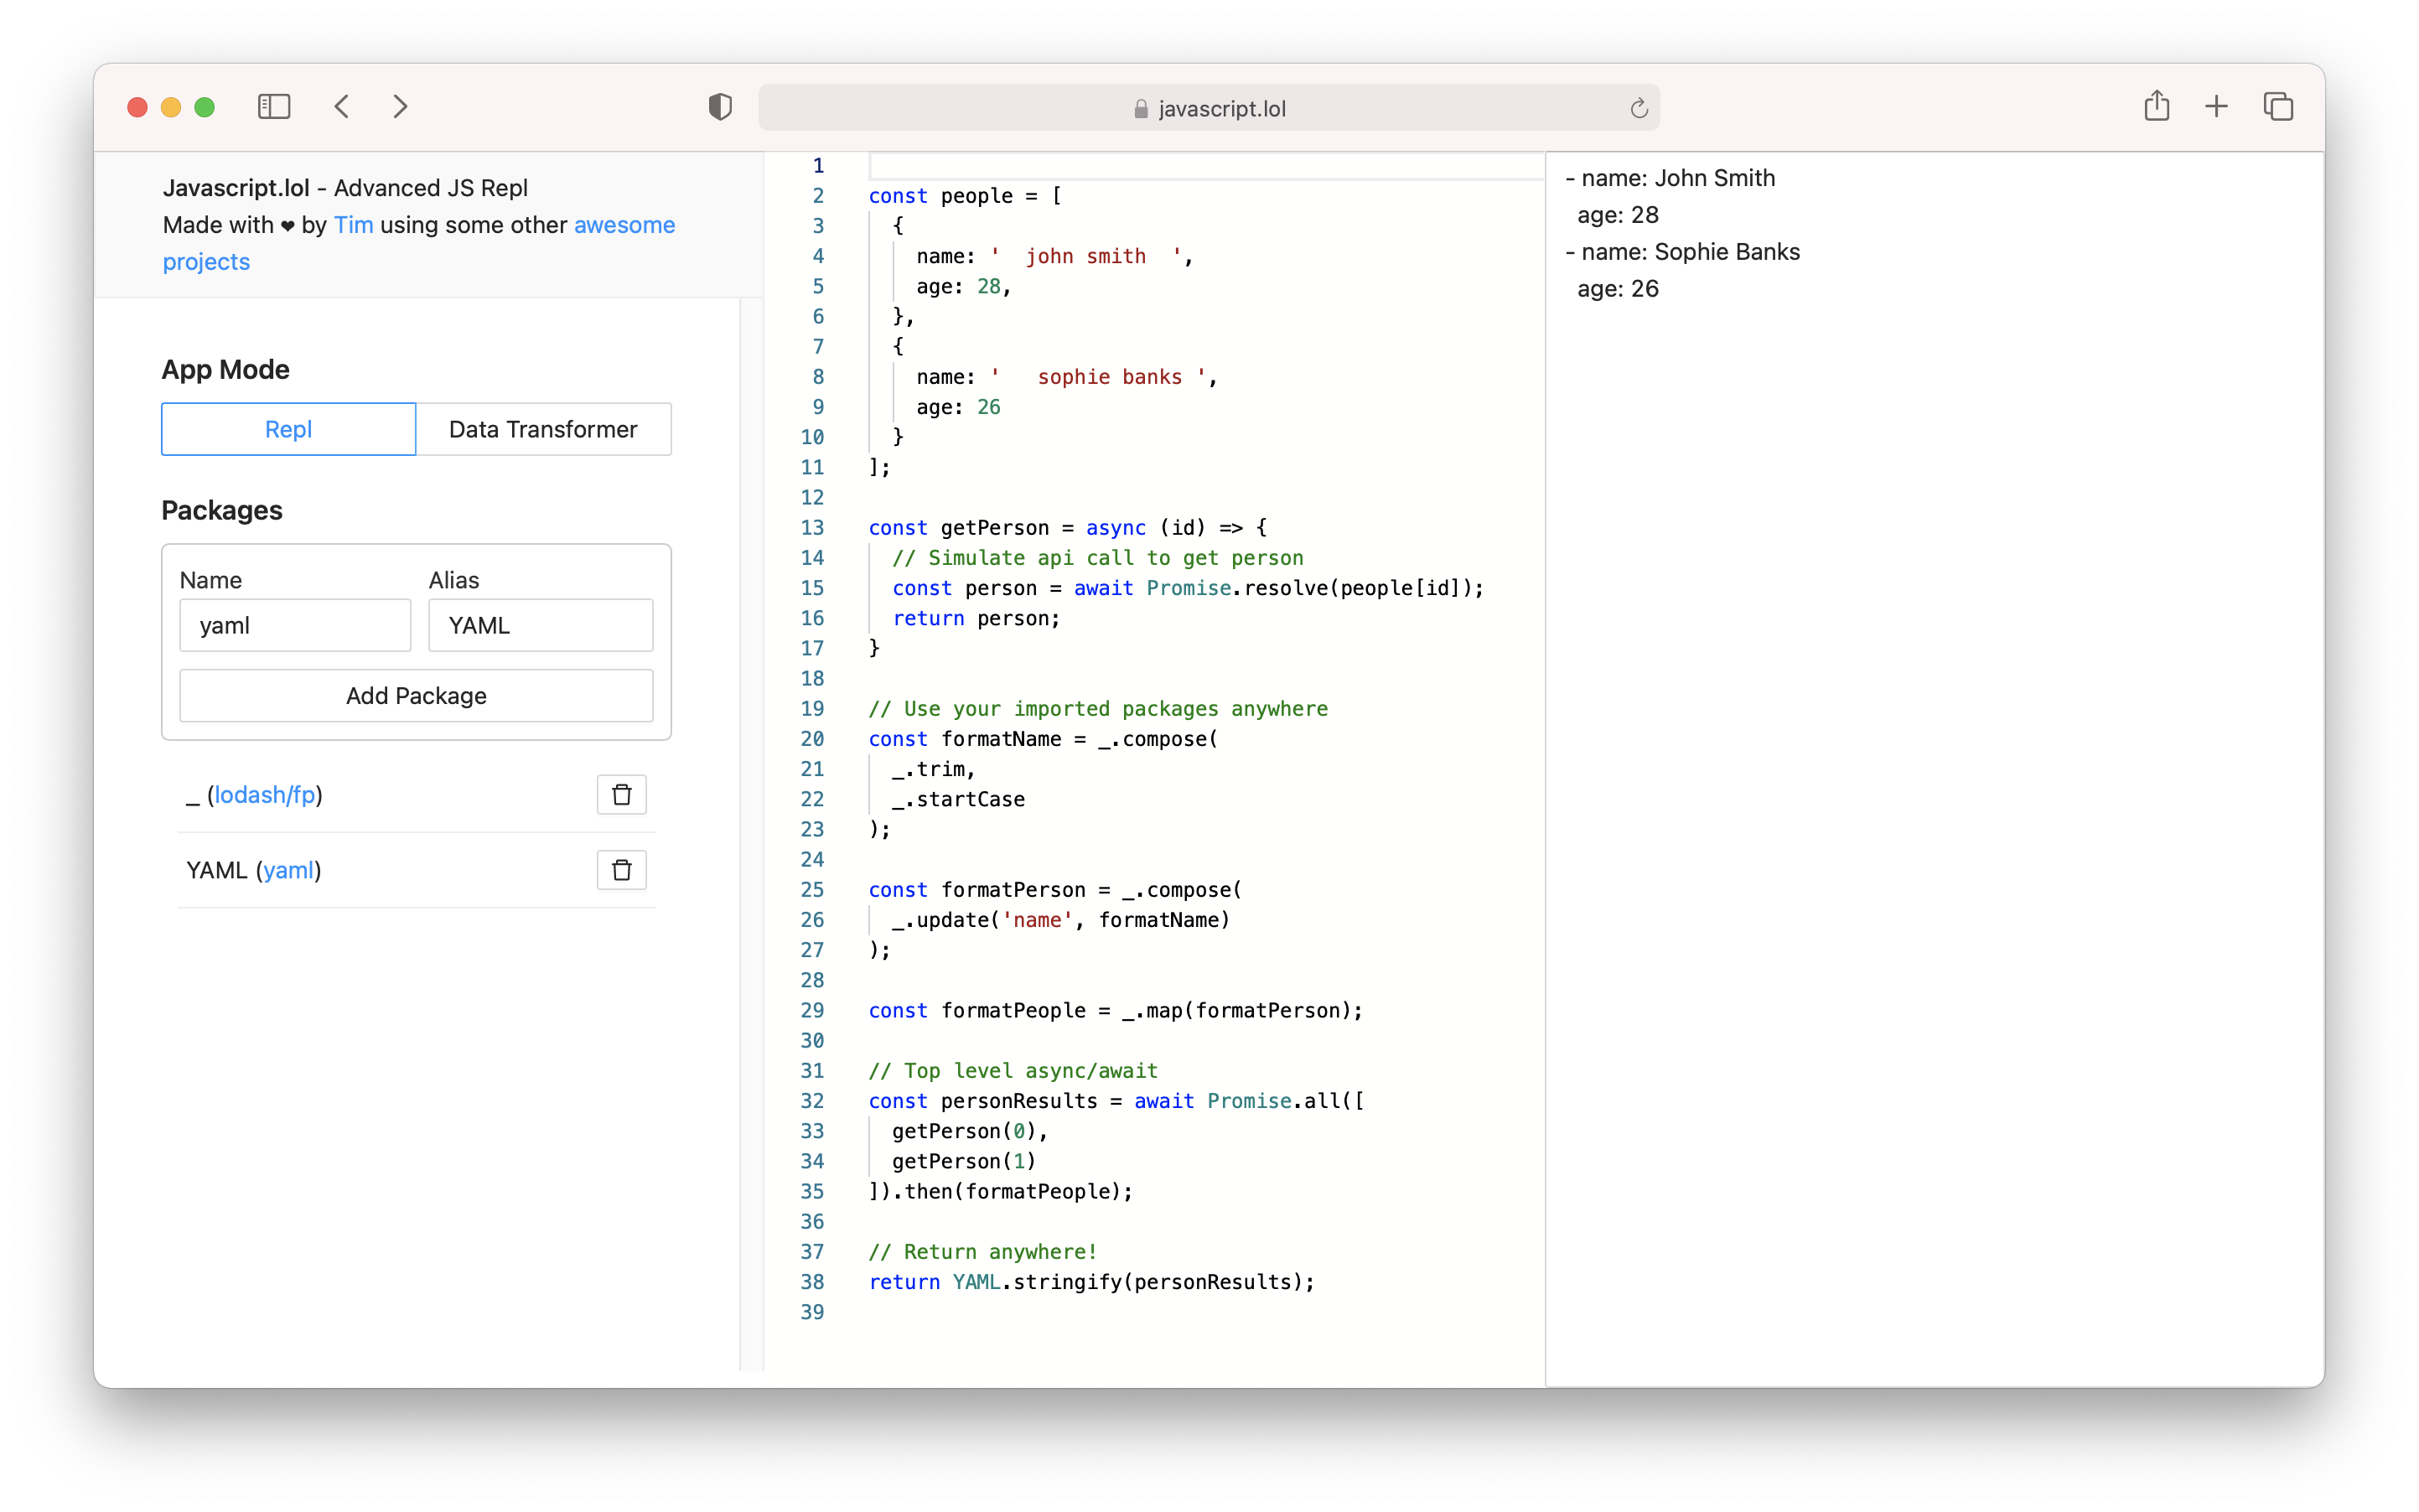 javascript.lol
Javascript.lol - Advanced JS Repl
Made with ❤ by Tim using some other awesome
projects
App Mode
Repl
Data Transformer
Packages
Name
Alias
yaml
YAML
Add Package
_ (lodash/fp)
YAML (yaml)
1
2 const people = [
3   {
4     name: '  john smith  ',
5     age: 28,
6   },
7   {
8     name: '   sophie banks ',
9     age: 26
10   }
11 ];
12
13 const getPerson = async (id) => {
14   // Simulate api call to get person
15   const person = await Promise.resolve(people[id]);
16   return person;
17 }
18
19 // Use your imported packages anywhere
20 const formatName = _.compose(
21   _.trim,
22   _.startCase
23 );
24
25 const formatPerson = _.compose(
26   _.update('name', formatName)
27 );
28
29 const formatPeople = _.map(formatPerson);
30
31 // Top level async/await
32 const personResults = await Promise.all([
33   getPerson(0),
34   getPerson(1)
35 ]).then(formatPeople);
36
37 // Return anywhere!
38 return YAML.stringify(personResults);
39
- name: John Smith
  age: 28
- name: Sophie Banks
  age: 26